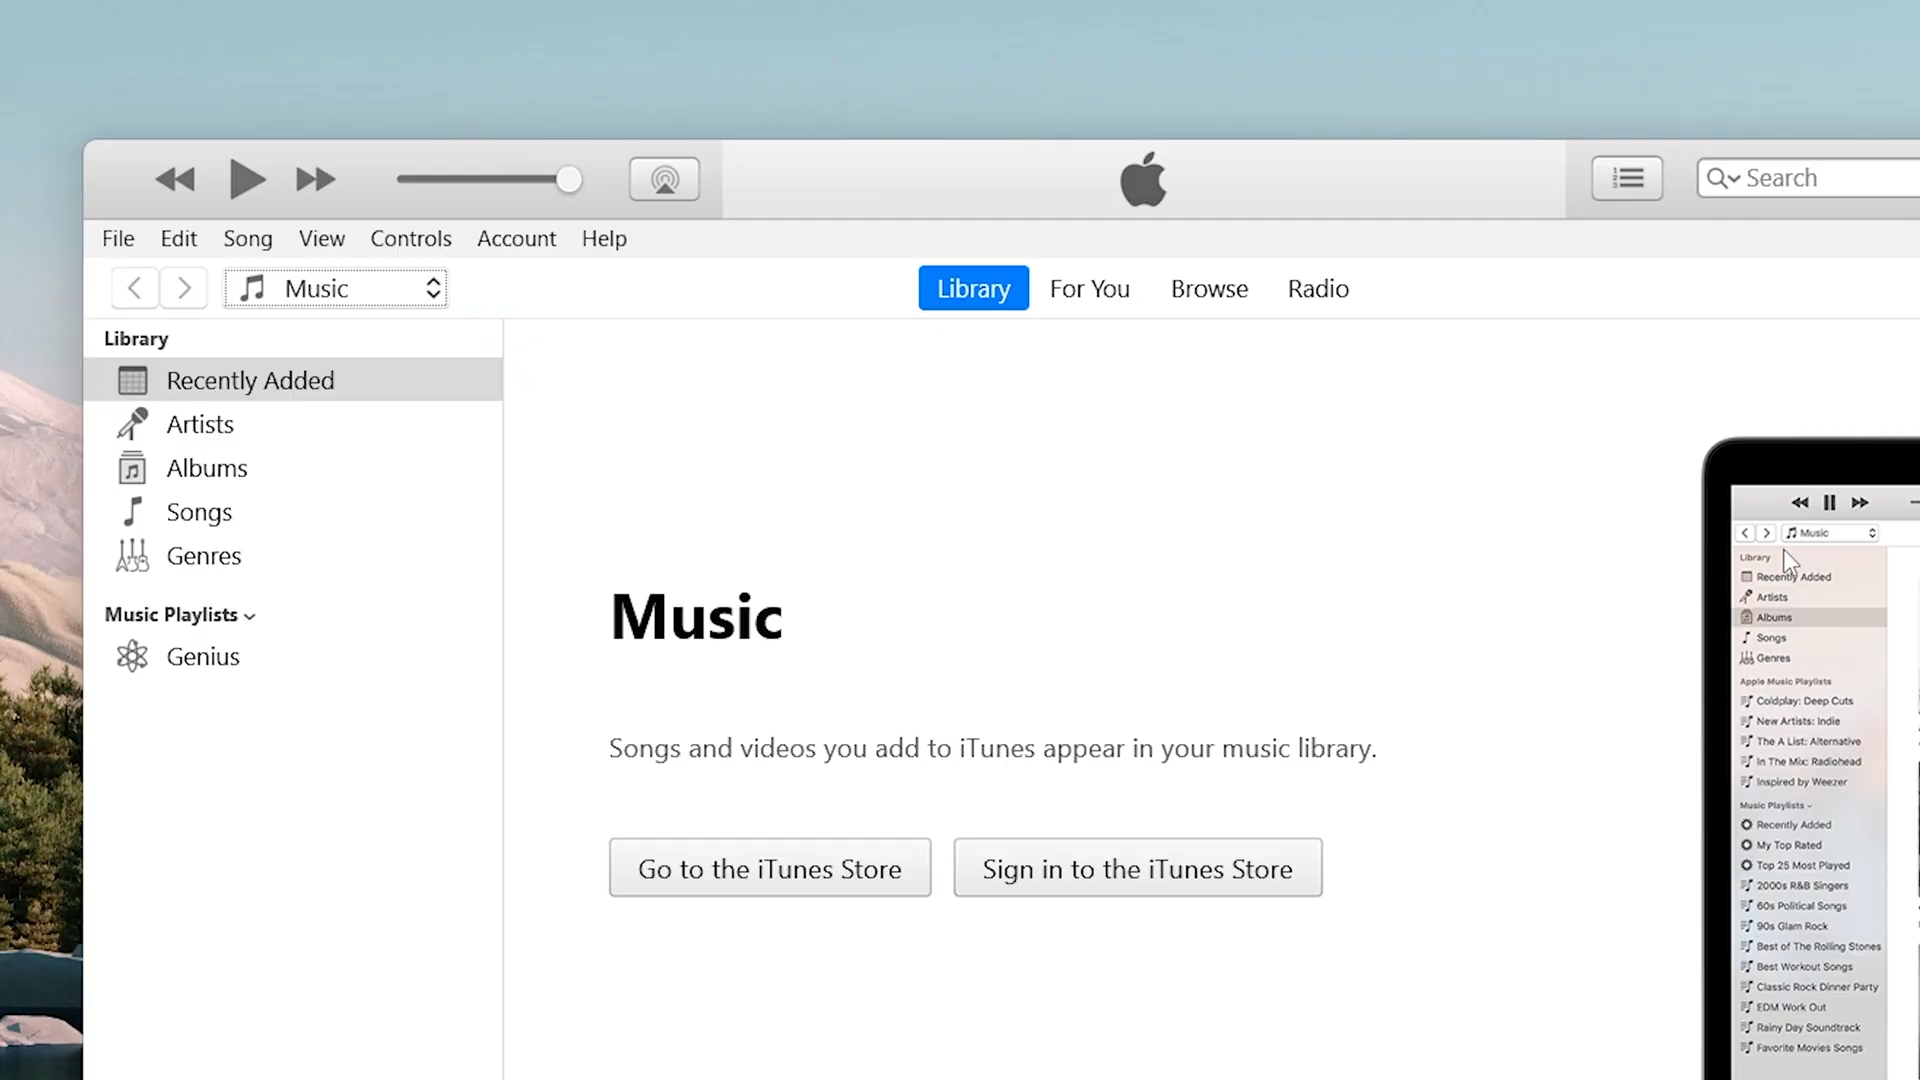 Search
File Edit Song View Controls Account Help
Music
Library For You Browse Radio
Library
Recently Added
Artists
Albums
Songs
Genres
Music Playlists
Genius
Music
Songs and videos you add to iTunes appear in your music library.
Go to the iTunes Store Sign in to the iTunes Store
Music
Library
Recently Added
Artists
Albums
Songs
Genres
Apple Music Playlists
Coldplay: Deep Cuts
New Artists: Indie
The A List: Alternative
In The Mix: Radiohead
Inspired by Weezer
Music Playlists
Recently Added
My Top Rated
Top 25 Most Played
2000s R&B Singers
60s Political Songs
90s Glam Rock
Best of The Rolling Stones
Best Workout Songs
Classic Rock Dinner Party
EDM Work Out
Rainy Day Soundtrack
Favorite Movies Songs